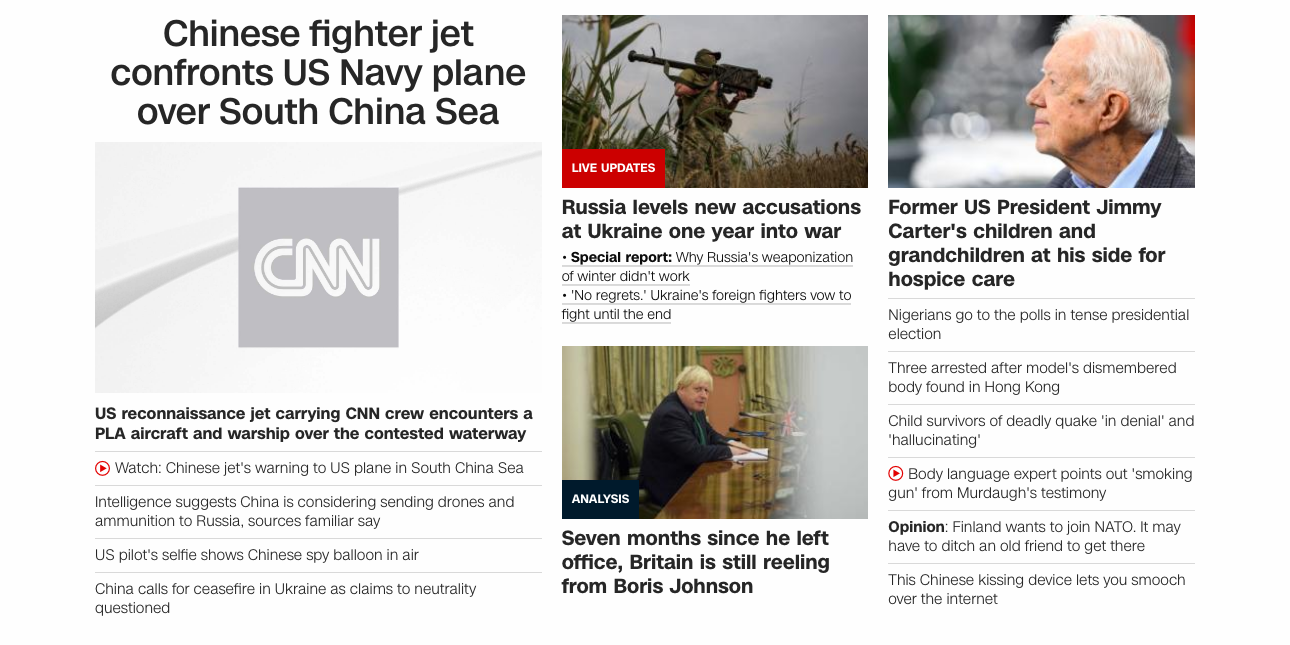 Chinese fighter jet
confronts US Navy plane
over South China Sea
CNN
US reconnaissance jet carrying CNN crew encounters a
PLA aircraft and warship over the contested waterway
Watch: Chinese jet's warning to US plane in South China Sea
Intelligence suggests China is considering sending drones and
ammunition to Russia, sources familiar say
US pilot's selfie shows Chinese spy balloon in air
China calls for ceasefire in Ukraine as claims to neutrality
questioned
LIVE UPDATES
Russia levels new accusations
at Ukraine one year into war
• Special report: Why Russia's weaponization
of winter didn't work
• 'No regrets.' Ukraine's foreign fighters vow to
fight until the end
ANALYSIS
Seven months since he left
office, Britain is still reeling
from Boris Johnson
Former US President Jimmy
Carter's children and
grandchildren at his side for
hospice care
Nigerians go to the polls in tense presidential
election
Three arrested after model's dismembered
body found in Hong Kong
Child survivors of deadly quake 'in denial' and
'hallucinating'
Body language expert points out 'smoking
gun' from Murdaugh's testimony
Opinion: Finland wants to join NATO. It may
have to ditch an old friend to get there
This Chinese kissing device lets you smooch
over the internet